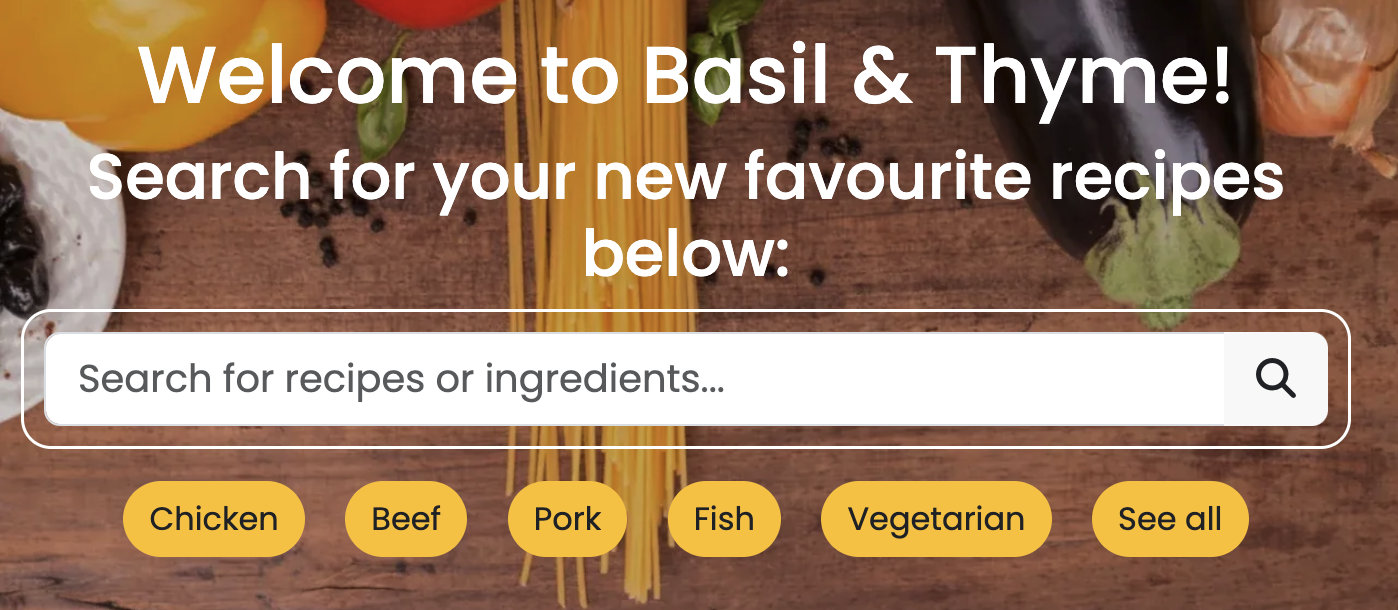 Welcome to Basil & Thyme!
Search for your new favourite recipes
below:
Search for recipes or ingredients...
Chicken Beef Pork Fish Vegetarian See all